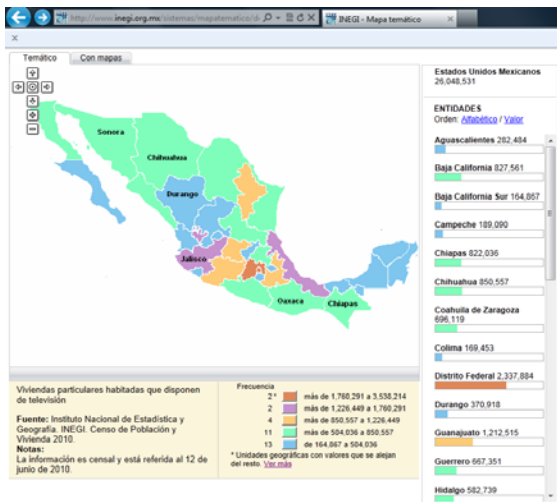 http://www.inegi.org.mx/sistemas/mapatematico/d
INEGI - Mapa temático
x
Temático
Con mapas
Sonora
Chihuahua
Durango
Jalisco
Oaxaca
Chiapas
Estados Unidos Mexicanos
26,048,531
ENTIDADES
Orden: Alfabético / Valor
Aguascalientes 282,484
Baja California 827,561
Baja California Sur 164,867
Campeche 189,090
Chiapas 822,036
Chihuahua 850,557
Coahuila de Zaragoza
696,119
Colima 169,453
Distrito Federal 2,337,884
Durango 370,918
Guanajuato 1,212,515
Guerrero 667,351
Hidalgo 582,739
Viviendas particulares habitadas que disponen
de televisión
Fuente: Instituto Nacional de Estadística y
Geografía. INEGI. Censo de Población y
Vivienda 2010.
Notas:
La información es censal y está referida al 12 de
junio de 2010.
Frecuencia
2* más de 1,760,291 a 3,538,214
2 más de 1,226,449 a 1,760,291
4 más de 850,557 a 1,226,449
11 más de 504,036 a 850,557
13 de 164,867 a 504,036
* Unidades geográficas con valores que se alejan
del resto. Ver más